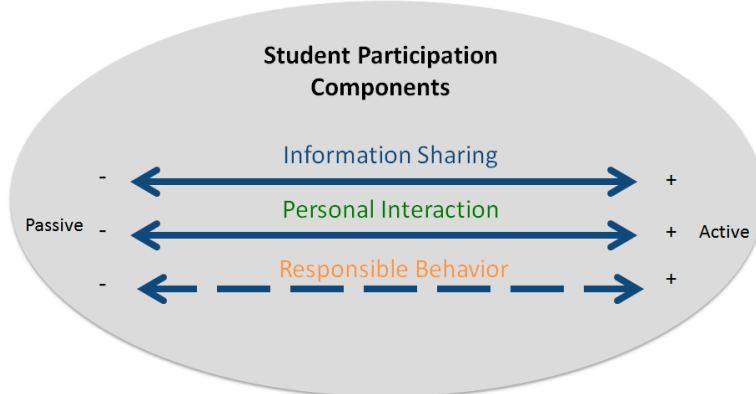 Student Participation
Components
Information Sharing
- +
Personal Interaction
Passive - + Active
Responsible Behavior
- +